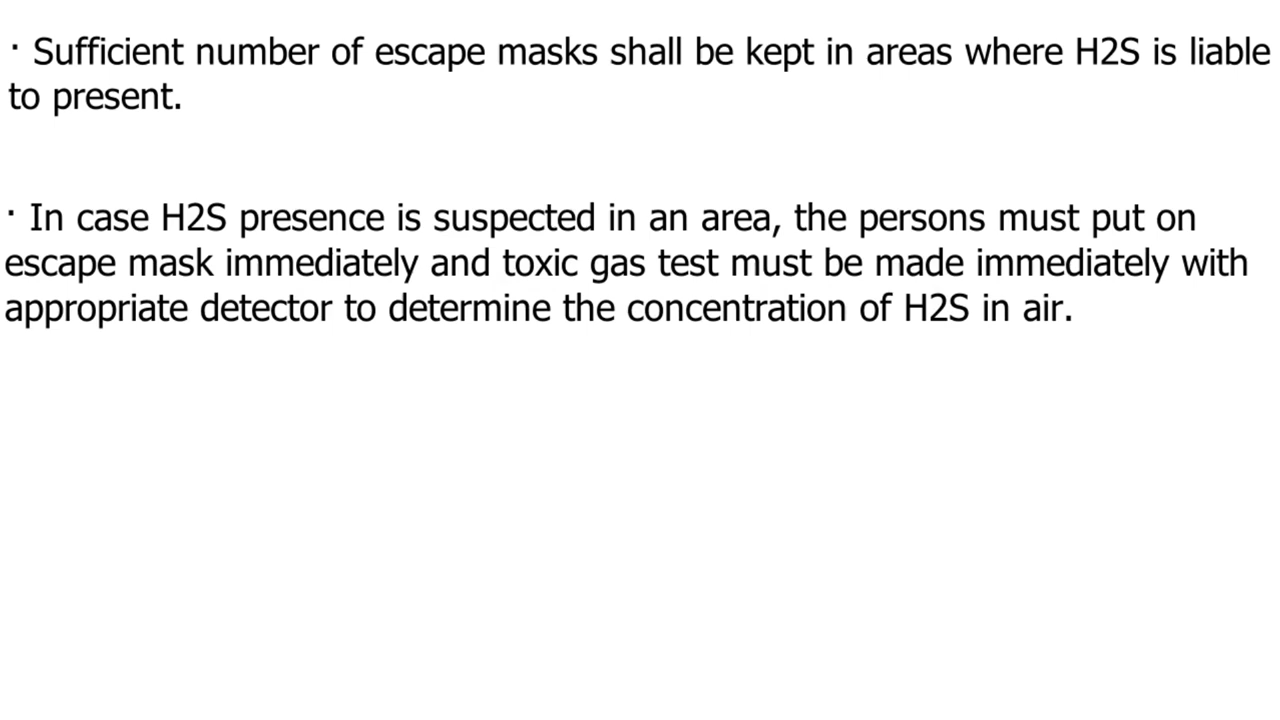 · Sufficient number of escape masks shall be kept in areas where H2S is liable
to present.
· In case H2S presence is suspected in an area, the persons must put on
escape mask immediately and toxic gas test must be made immediately with
appropriate detector to determine the concentration of H2S in air.